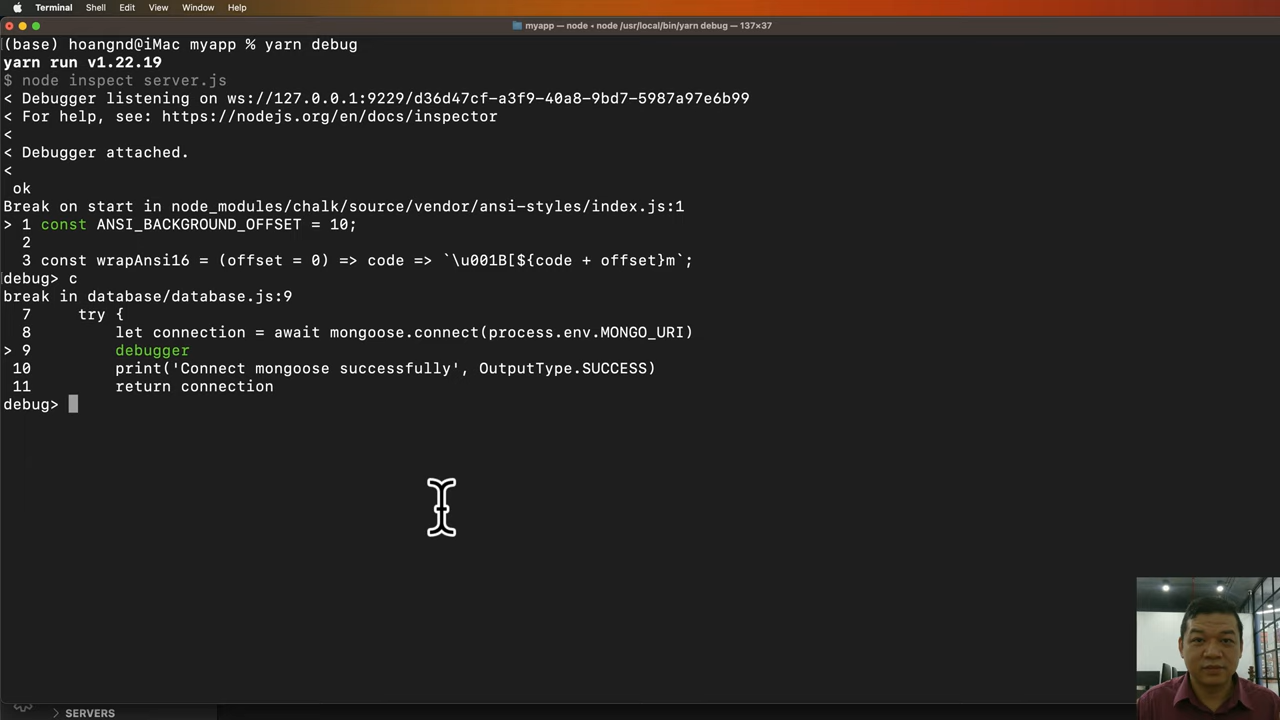 Terminal Shell Edit View Window Help
myapp — node • node /usr/local/bin/yarn debug — 137×37
(base) hoangnd@iMac myapp % yarn debug
yarn run v1.22.19
$ node inspect server.js
< Debugger listening on ws://127.0.0.1:9229/d36d47cf-a3f9-40a8-9bd7-5987a97e6b99
< For help, see: https://nodejs.org/en/docs/inspector
<
< Debugger attached.
<
 ok
Break on start in node_modules/chalk/source/vendor/ansi-styles/index.js:1
> 1 const ANSI_BACKGROUND_OFFSET = 10;
  2
  3 const wrapAnsi16 = (offset = 0) => code => `\u001B[${code + offset}m`;
debug> c
break in database/database.js:9
  7     try {
  8         let connection = await mongoose.connect(process.env.MONGO_URI)
> 9         debugger
 10         print('Connect mongoose successfully', OutputType.SUCCESS)
 11         return connection
debug>
> SERVERS